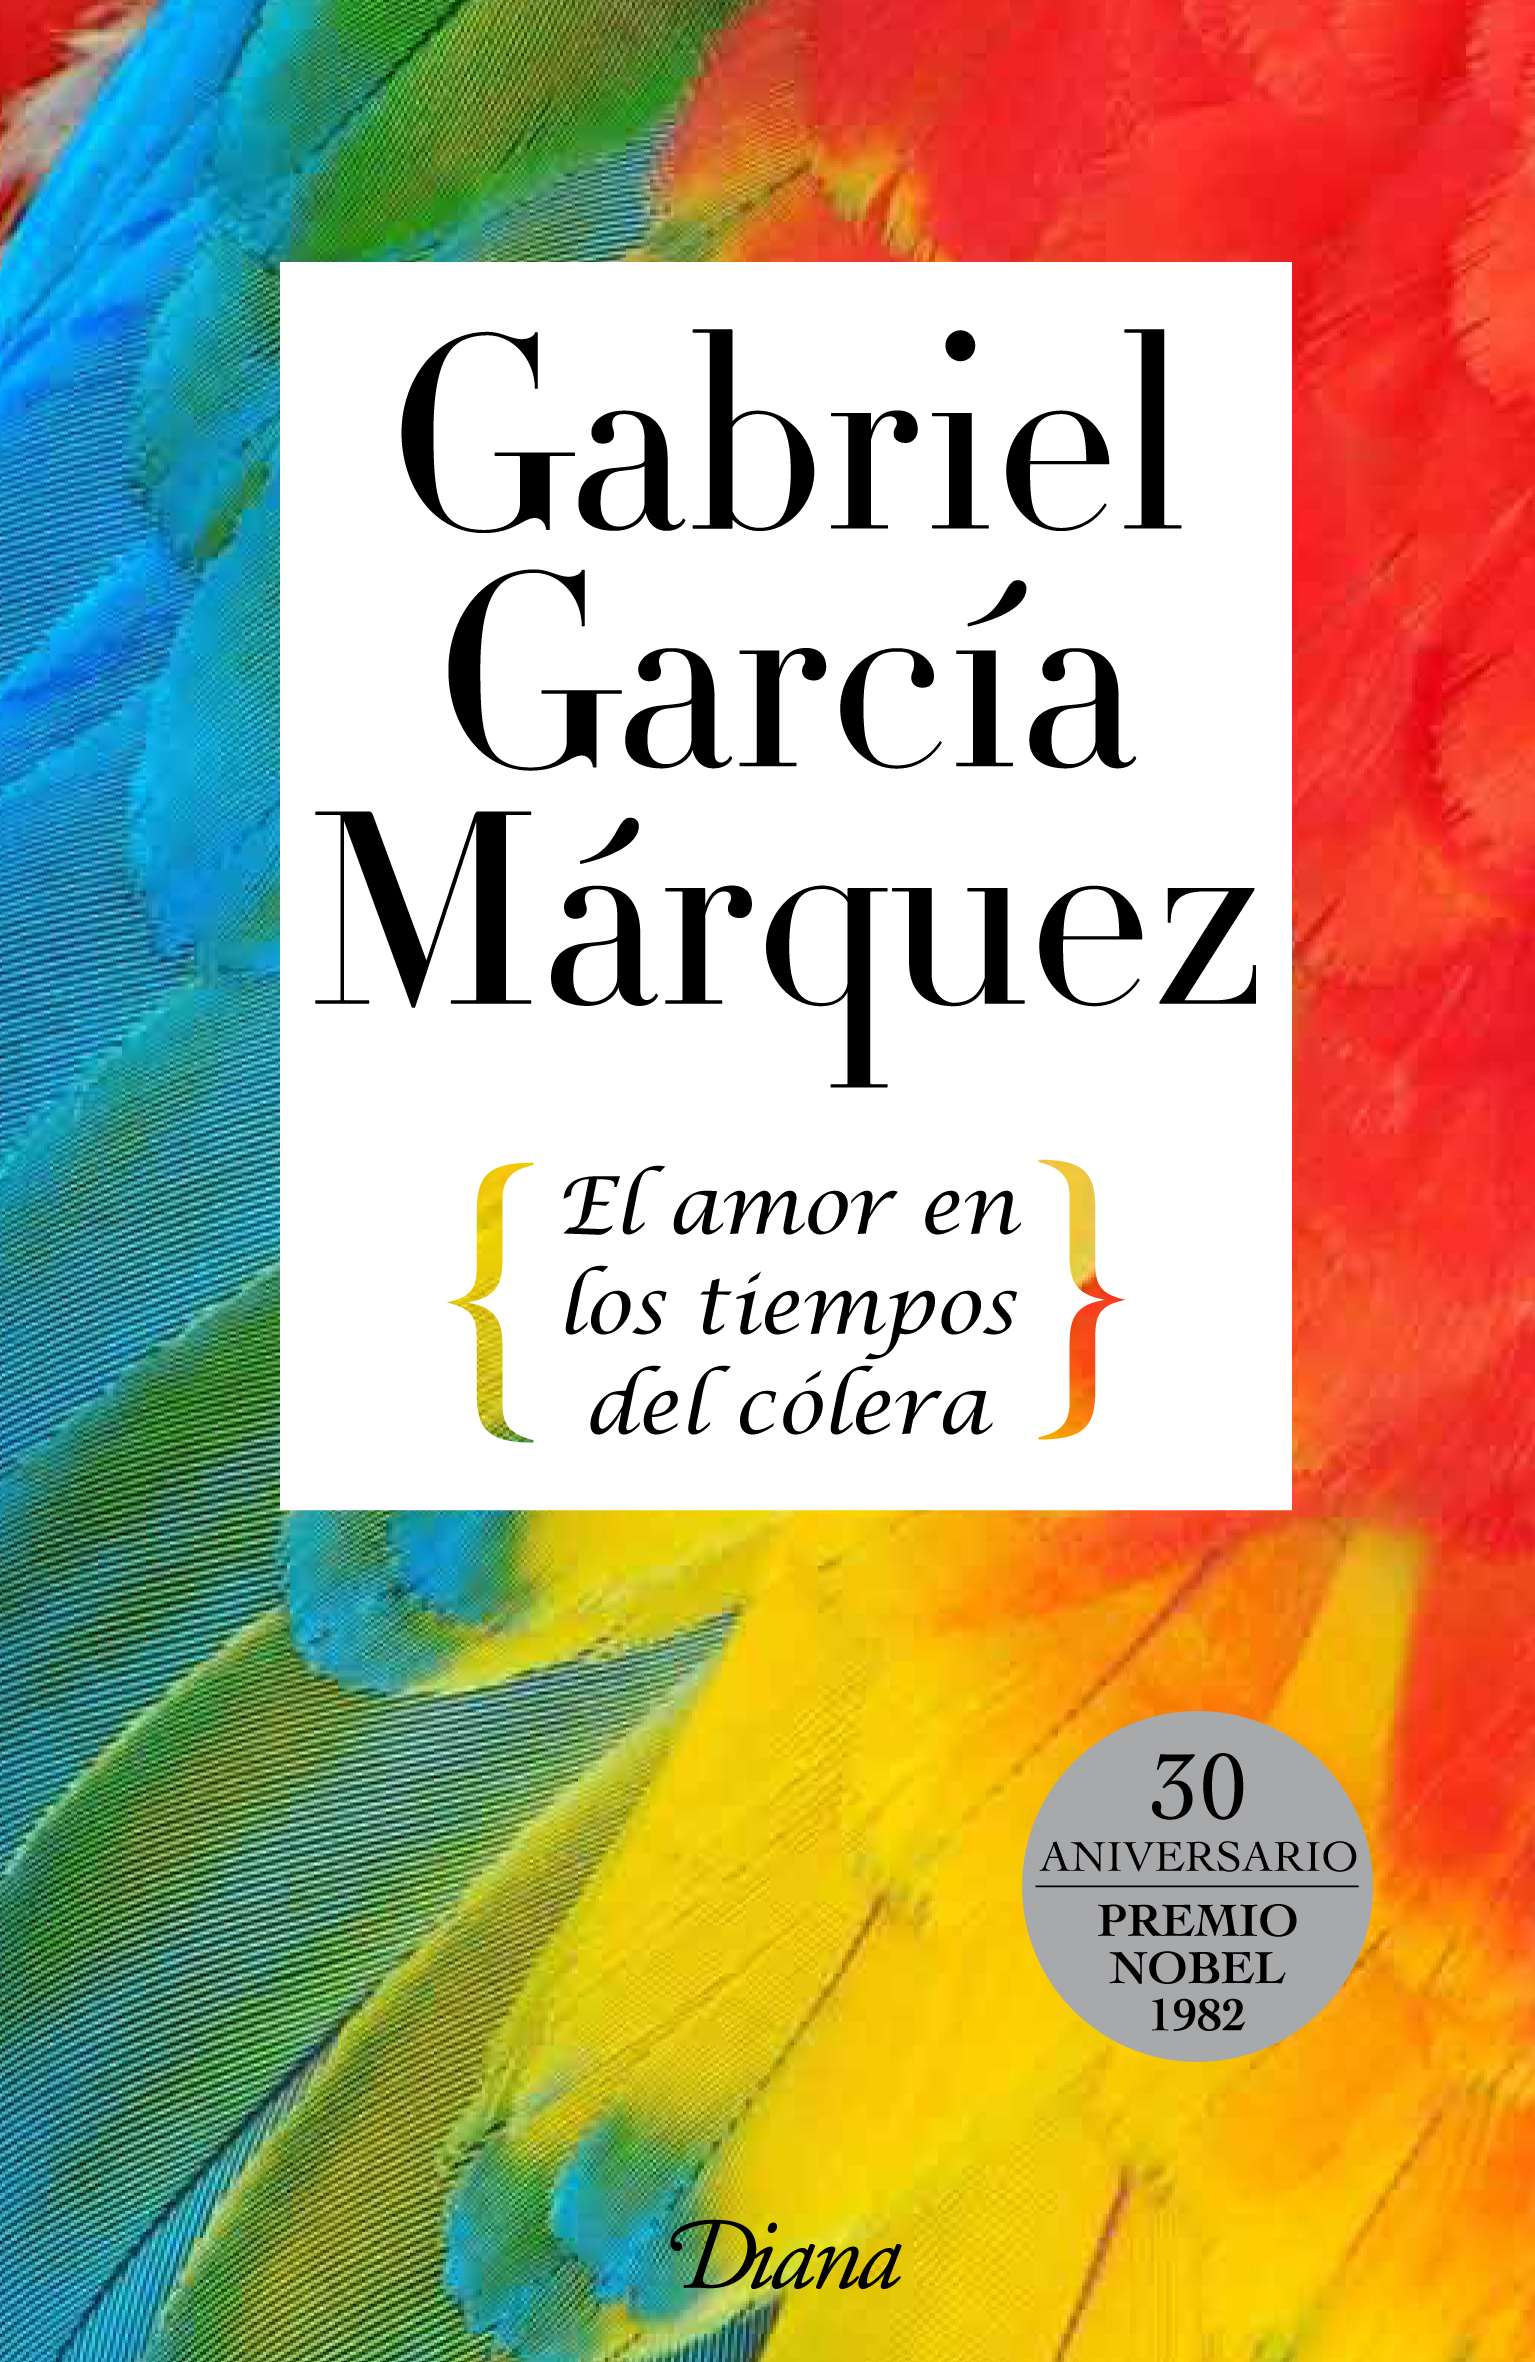 Gabriel
García
Márquez
El amor en
los tiempos
del cólera
30
ANIVERSARIO
PREMIO
NOBEL
1982
Diana